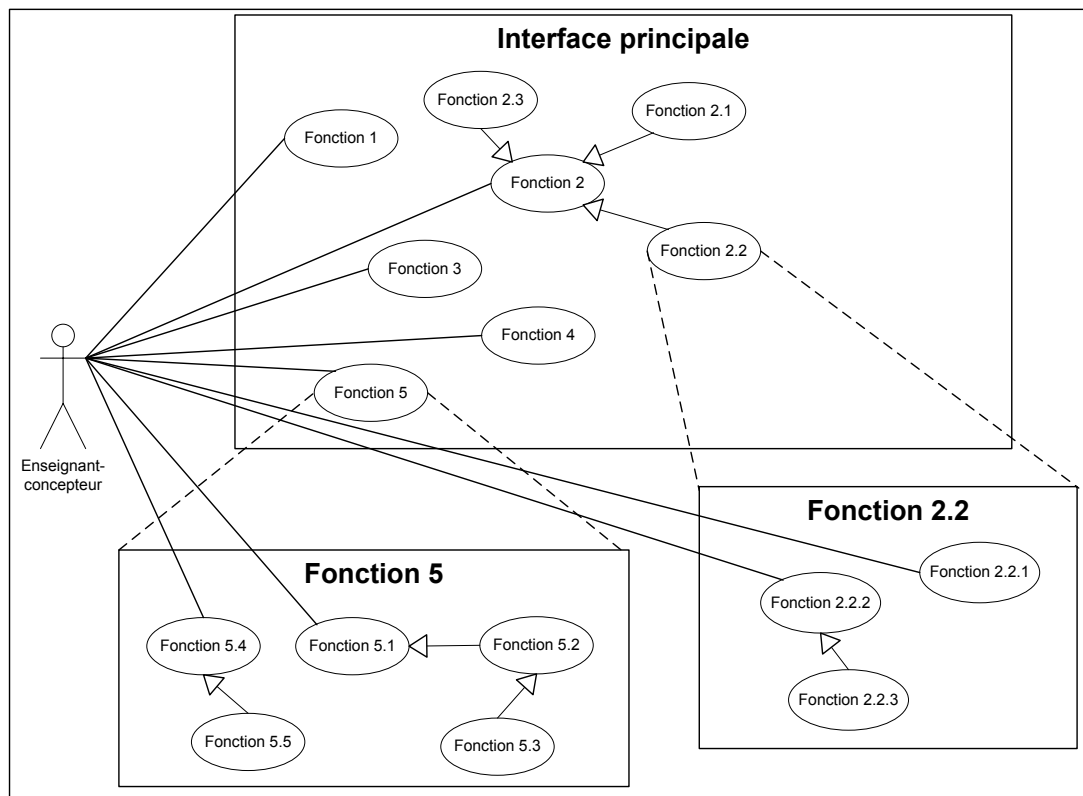 Interface principale
Fonction 2.3
Fonction 2.1
Fonction 1
Fonction 2
Fonction 2.2
Fonction 3
Fonction 4
Fonction 5
Enseignant-
concepteur
Fonction 2.2
Fonction 2.2.1
Fonction 2.2.2
Fonction 2.2.3
Fonction 5
Fonction 5.4
Fonction 5.1
Fonction 5.2
Fonction 5.5
Fonction 5.3